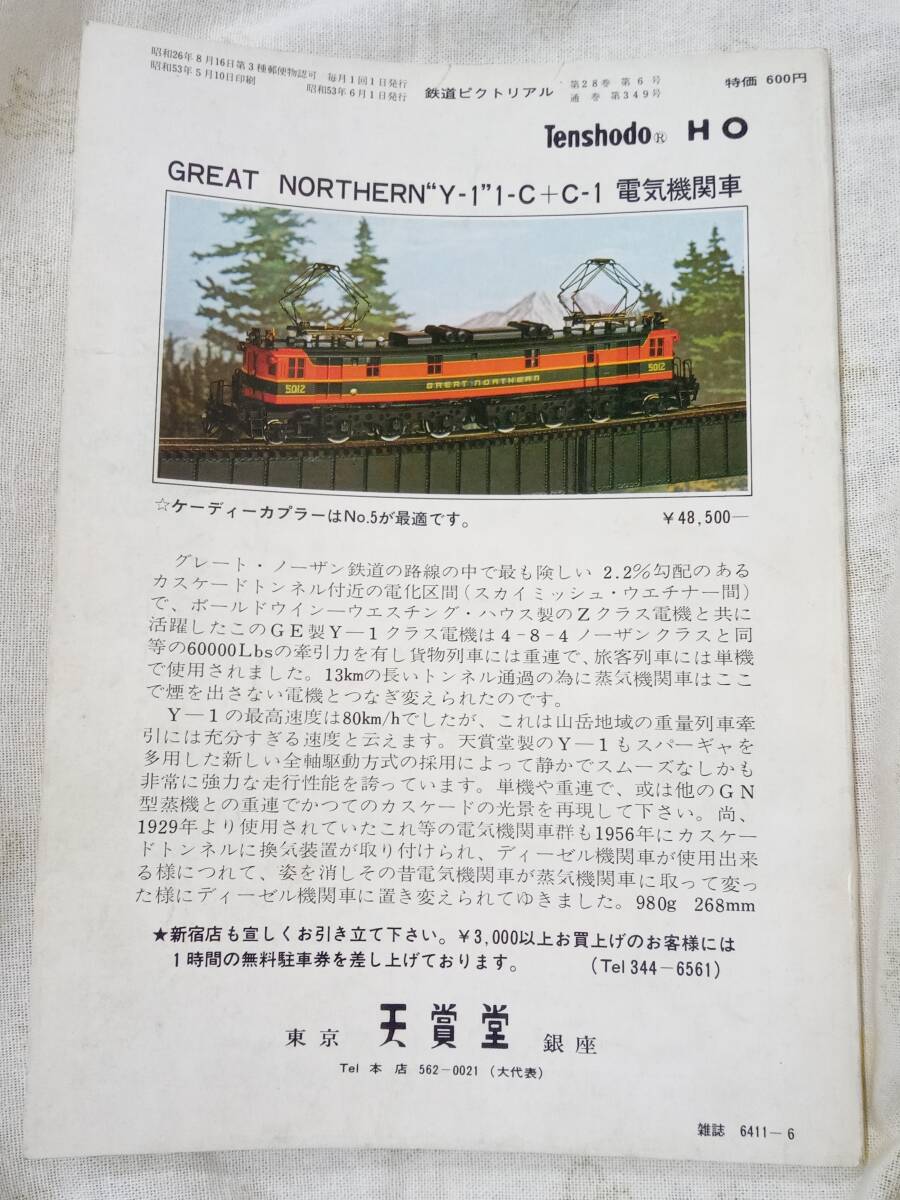 昭和26年8月16日第3種郵便物認可 毎月1回1日発行
昭和53年5月10日印刷 昭和53年6月1日発行
鉄道ピクトリアル
第28巻 第6号
通巻 第349号
特価 600円
Tenshodo® HO
GREAT NORTHERN“Y-1”1-C+C-1 電気機関車
5012
GREAT NORTHERN
5012
☆ケーディーカプラーはNo.5が最適です。 ¥48,500—
グレート・ノーザン鉄道の路線の中で最も険しい 2.2%勾配のある
カスケードトンネル付近の電化区間(スカイミッシュ・ウエチナー間)
で、ボールドウイン—ウエスチング・ハウス製のZクラス電機と共に
活躍したこのGE製Y—1クラス電機は4-8-4ノーザンクラスと同
等の60000Lbsの牽引力を有し貨物列車には重連で、旅客列車には単機
で使用されました。13kmの長いトンネル通過の為に蒸気機関車はここ
で煙を出さない電機とつなぎ変えられたのです。
Y—1の最高速度は80km/hでしたが、これは山岳地域の重量列車牽
引には充分すぎる速度と云えます。天賞堂製のY—1もスパーギャを
多用した新しい全軸駆動方式の採用によって静かでスムーズなしかも
非常に強力な走行性能を誇っています。単機や重連で、或は他のGN
型蒸機との重連でかつてのカスケードの光景を再現して下さい。尚、
1929年より使用されていたこれ等の電気機関車群も1956年にカスケー
ドトンネルに換気装置が取り付けられ、ディーゼル機関車が使用出来
る様につれて、姿を消しその昔電気機関車が蒸気機関車に取って変っ
た様にディーゼル機関車に置き変えられてゆきました。980g 268mm
★新宿店も宜しくお引き立て下さい。¥3,000以上お買上げのお客様には
1時間の無料駐車券を差し上げております。 (Tel 344-6561)
東京 天賞堂 銀座
Tel 本店 562-0021 (大代表)
雑誌 6411-6